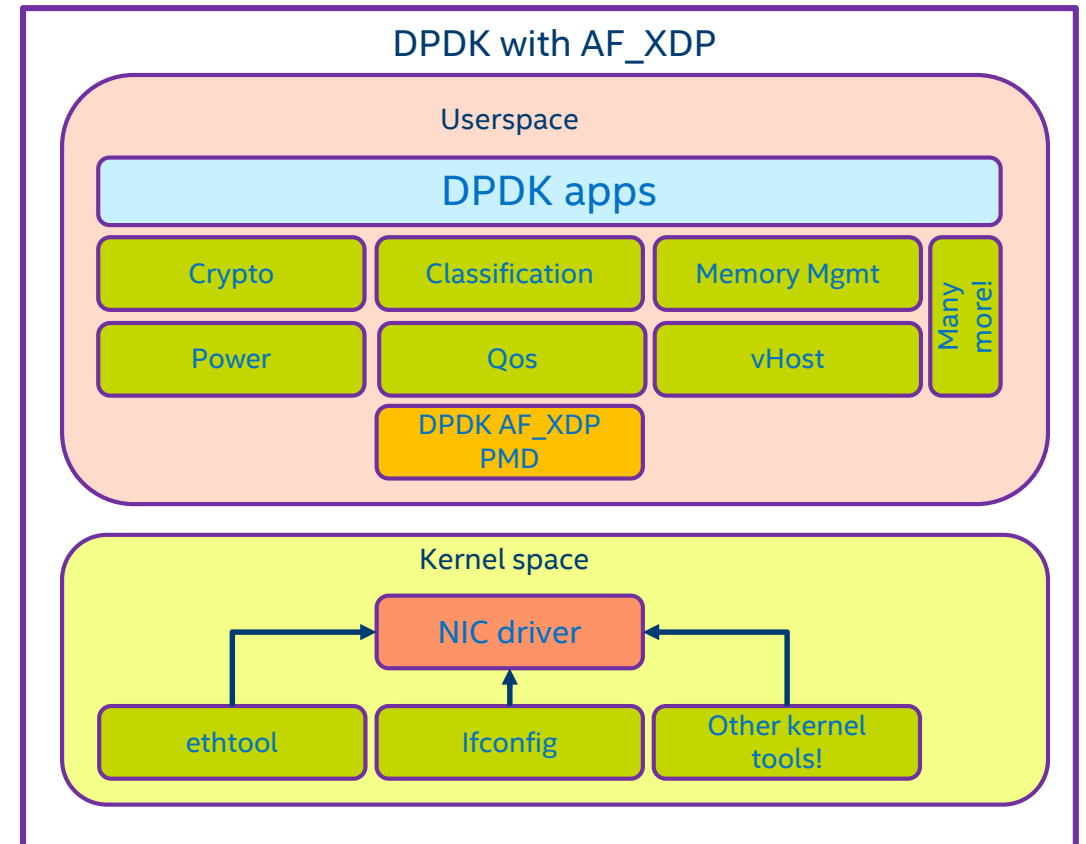 DPDK with AF_XDP
Userspace
DPDK apps
Crypto
Classification
Memory Mgmt
Many
more!
Power
Qos
vHost
DPDK AF_XDP
PMD
Kernel space
NIC driver
ethtool
Ifconfig
Other kernel
tools!